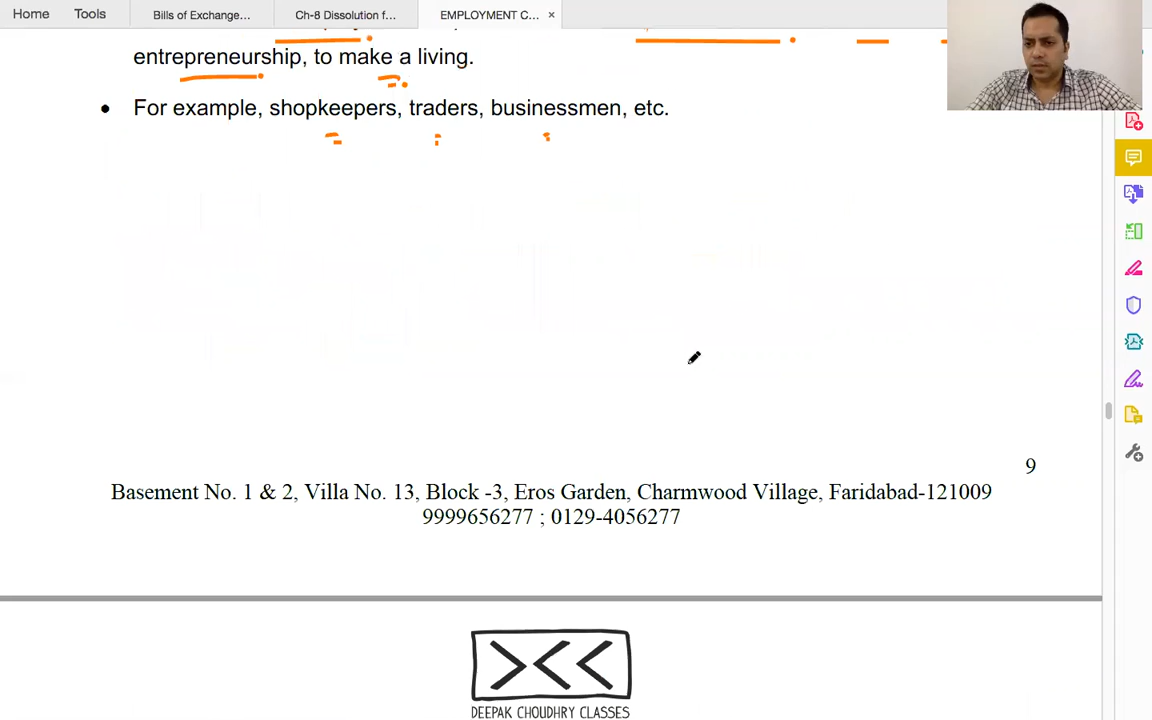 Home
Tools
Bills of Exchange...
Ch-8 Dissolution f...
EMPLOYMENT C...
×
entrepreneurship, to make a living.
• For example, shopkeepers, traders, businessmen, etc.
9
Basement No. 1 & 2, Villa No. 13, Block -3, Eros Garden, Charmwood Village, Faridabad-121009
9999656277 ; 0129-4056277
DEEPAK CHOUDHRY CLASSES